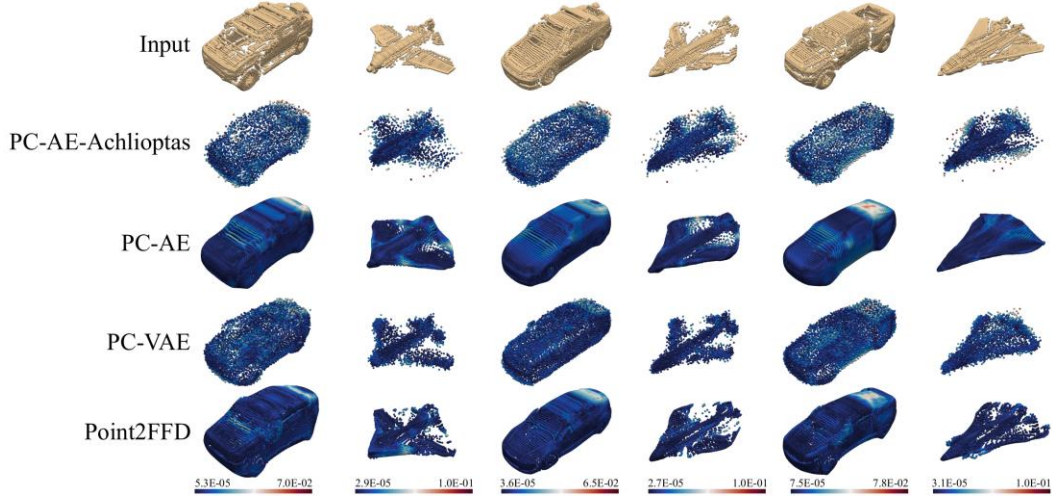 Input
PC-AE-Achlioptas
PC-AE
PC-VAE
Point2FFD
5.3E-05 7.0E-02 2.9E-05 1.0E-01 3.6E-05 6.5E-02 2.7E-05 1.0E-01 7.5E-05 7.8E-02 3.1E-05 1.0E-01